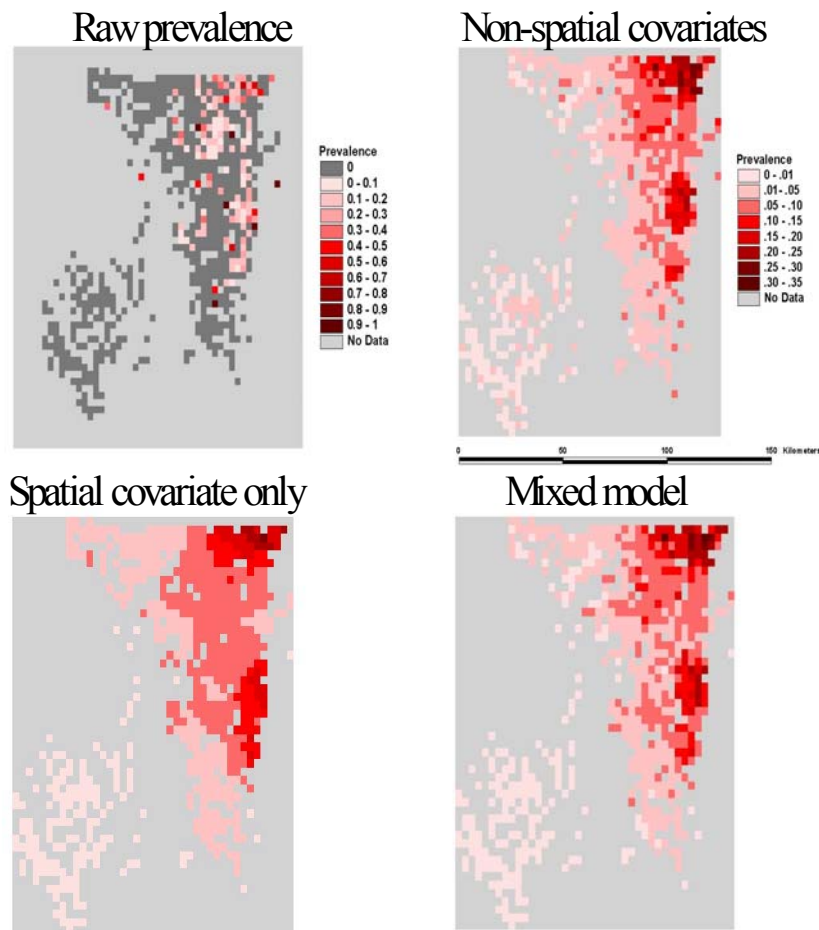 Raw prevalence
Non-spatial covariates
Prevalence
0
0 - 0.1
0.1 - 0.2
0.2 - 0.3
0.3 - 0.4
0.4 - 0.5
0.5 - 0.6
0.6 - 0.7
0.7 - 0.8
0.8 - 0.9
0.9 - 1
No Data
Prevalence
0 - .01
.01 - .05
.05 - .10
.10 - .15
.15 - .20
.20 - .25
.25 - .30
.30 - .35
No Data
0 50 100 150 Kilometers
Spatial covariate only
Mixed model